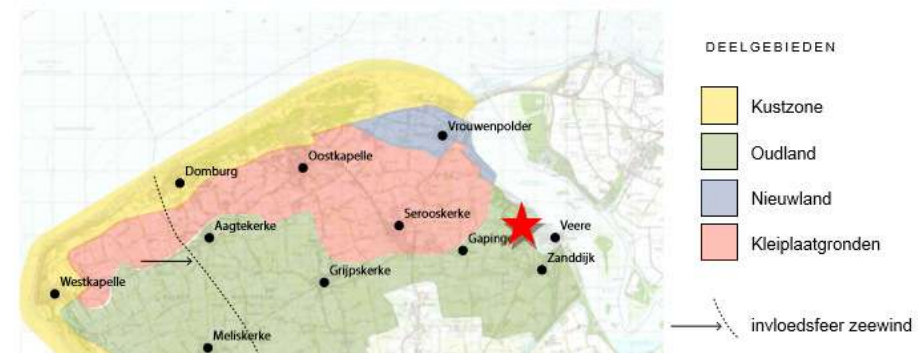 DEELGEBIEDEN
Kustzone
Oudland
Nieuwland
Kleiplaatgronden
invloedsfeer zeewind
Vrouwenpolder
Oostkapelle
Domburg
Serooskerke
Aagtekerke
Veere
Gapinge
Zanddijk
Grijpskerke
Westkapelle
Meliskerke